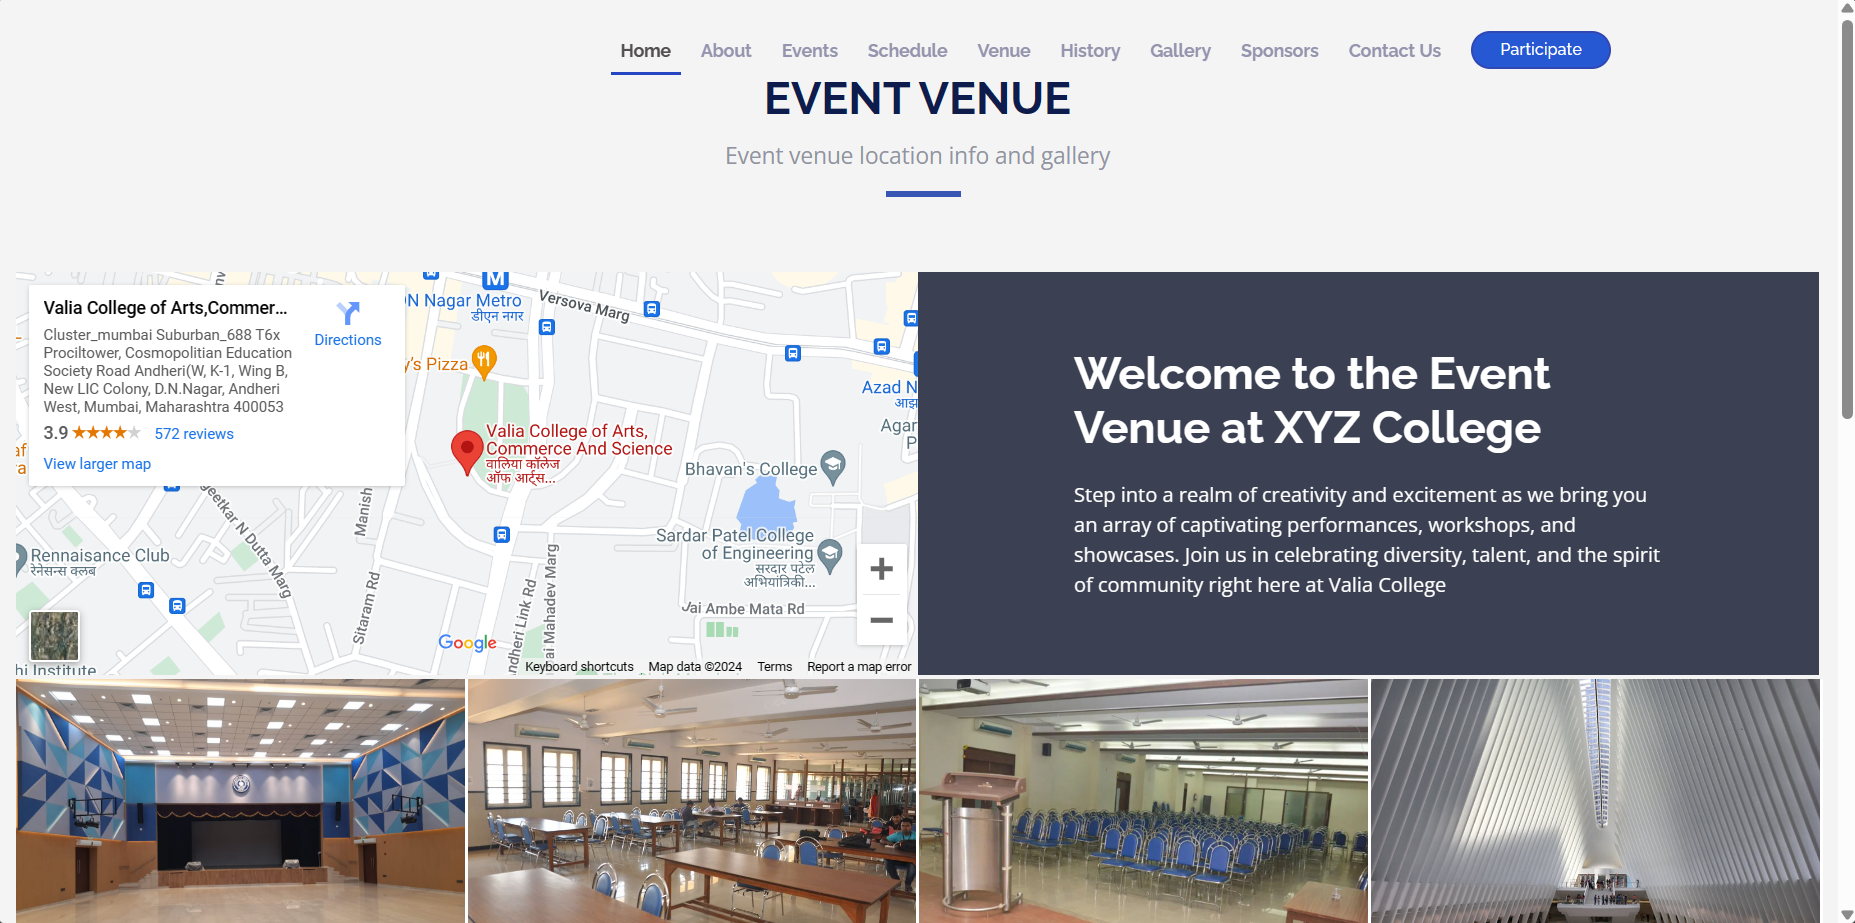 Home About Events Schedule Venue History Gallery Sponsors Contact Us Participate
EVENT VENUE
Event venue location info and gallery
Valia College of Arts,Commer...
Cluster_mumbai Suburban_688 T6x
Prociltower, Cosmopolitian Education
Society Road Andheri(W, K-1, Wing B,
New LIC Colony, D.N.Nagar, Andheri
West, Mumbai, Maharashtra 400053
3.9 572 reviews
View larger map
Directions
M
DN Nagar Metro
डीएन नगर
Versova Marg
y's Pizza
Azad N
Agar
P
Valia College of Arts,
Commerce And Science
वालिया कॉलेज
ऑफ आर्ट्स...
Bhavan's College
Sardar Patel College
of Engineering
सरदार पटेल
अभियांत्रिकी...
Manish
geetkar N Dutta Marg
Rennaisance Club
रेनेसन्स क्लब
Sitaram Rd
ndheri Link Rd
ai Mahadev Marg
Jai Ambe Mata Rd
hi Institute
Google
Keyboard shortcuts Map data ©2024 Terms Report a map error
Welcome to the Event
Venue at XYZ College
Step into a realm of creativity and excitement as we bring you
an array of captivating performances, workshops, and
showcases. Join us in celebrating diversity, talent, and the spirit
of community right here at Valia College